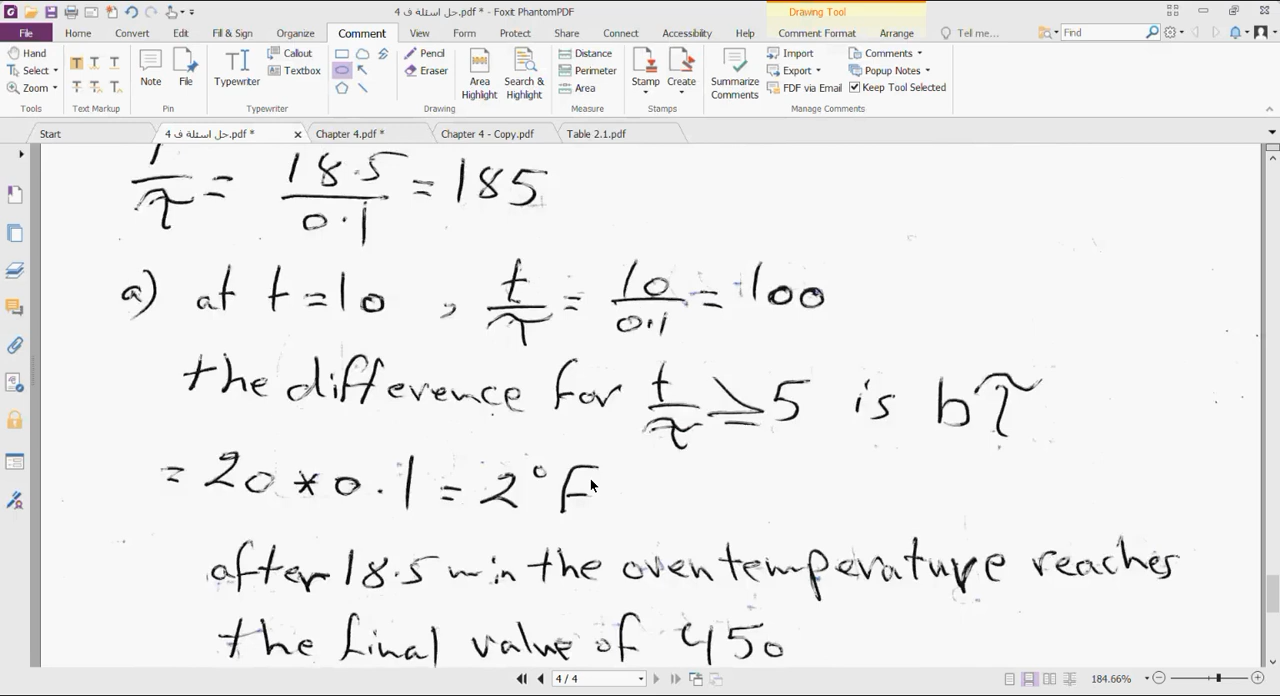 4 حل اسئلة ف.pdf * - Foxit PhantomPDF
Drawing Tool
File Home Convert Edit Fill & Sign Organize Comment View Form Protect Share Connect Accessibility Help Comment Format Arrange Tell me... Find
Hand
Select
Zoom
Tools
Text Markup
Note
File
Pin
Typewriter
Callout
Textbox
Typewriter
Pencil
Eraser
Area Highlight
Search & Highlight
Drawing
Distance
Perimeter
Area
Measure
Stamp
Create
Stamps
Summarize Comments
Import
Export
FDF via Email
Comments
Popup Notes
Keep Tool Selected
Manage Comments
Start
4 حل اسئلة ف.pdf *
Chapter 4.pdf *
Chapter 4 - Copy.pdf
Table 2.1.pdf
/τ = 18.5/0.1 = 185
a) at t=10 , t/τ = 10/0.1 = 100
the difference for t/τ ≥ 5 is bτ
= 20 * 0.1 = 2°F
after 18.5 min the oven temperature reaches
the final value of 450
4 / 4
184.66%